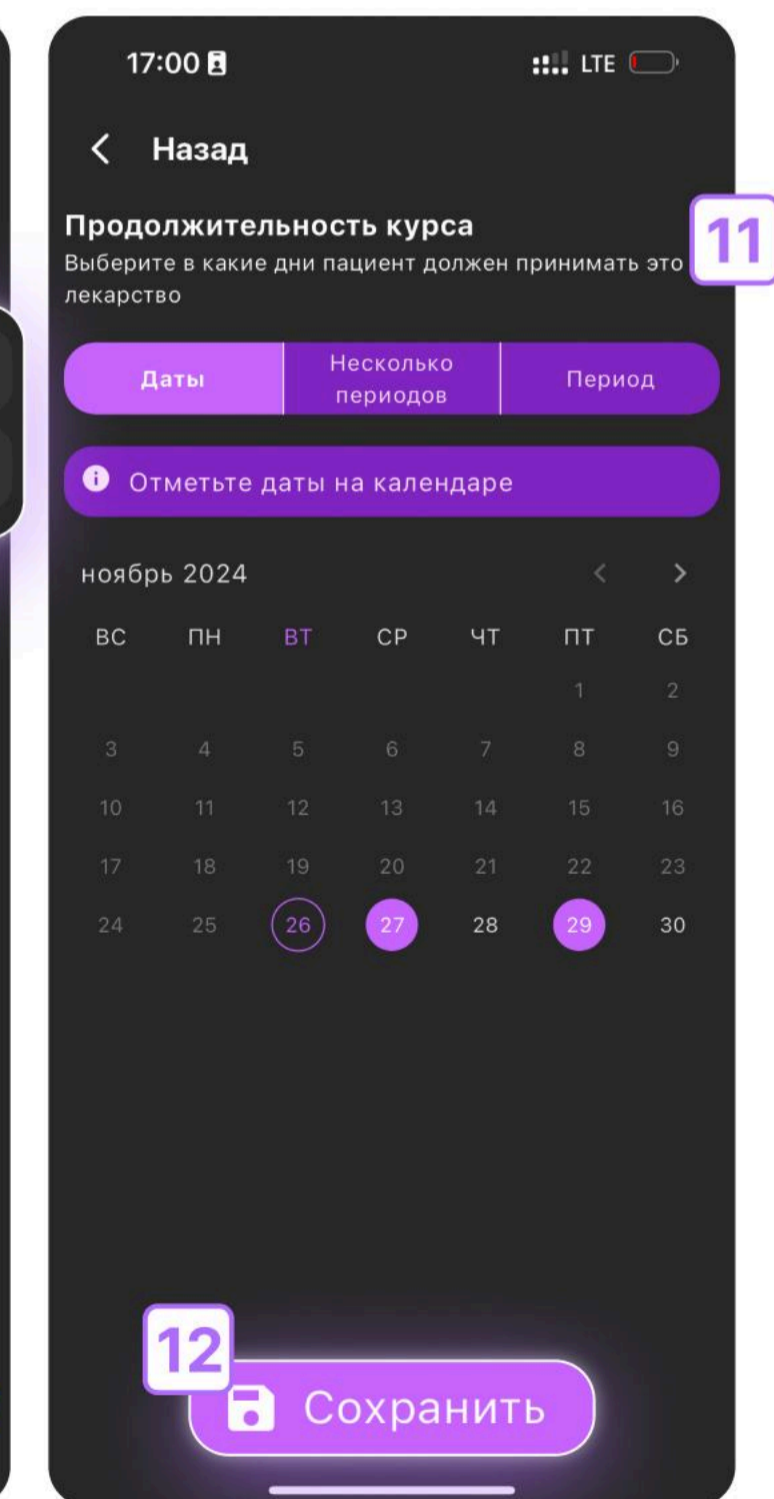 17:00 LTE
Назад
Продолжительность курса
11
Выберите в какие дни пациент должен принимать это
лекарство
Даты
Несколько
периодов
Период
Отметьте даты на календаре
ноябрь 2024
ВС ПН ВТ СР ЧТ ПТ СБ
1 2
3 4 5 6 7 8 9
10 11 12 13 14 15 16
17 18 19 20 21 22 23
24 25 26 27 28 29 30
12
Сохранить